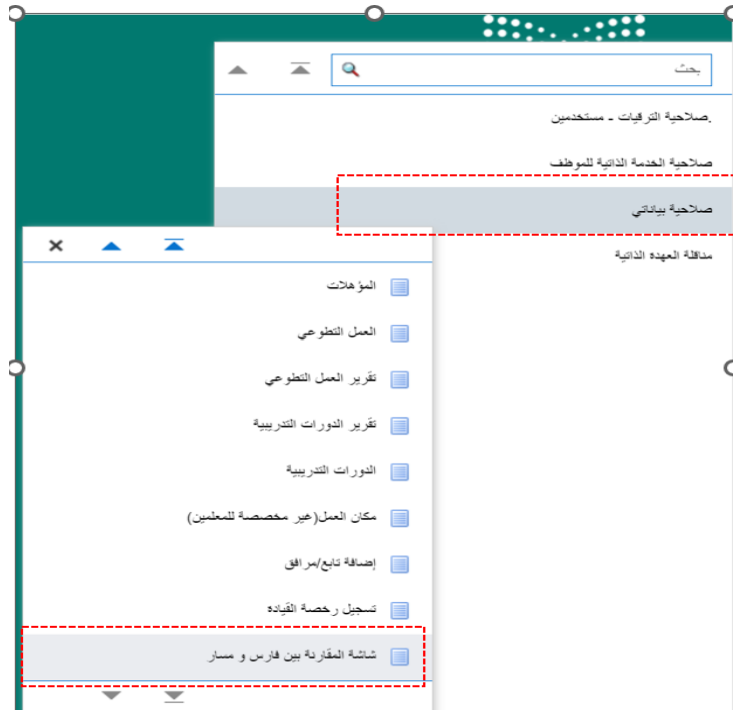 بحث
.صلاحية الترقيات - مستخدمين
صلاحية الخدمة الذاتية للموظف
صلاحية بياناتي
مناقلة العهدة الذاتية
المؤهلات
العمل التطوعي
تقرير العمل التطوعي
تقرير الدورات التدريبية
الدورات التدريبية
مكان العمل(غير مخصصة للمعلمين)
إضافة تابع/مرافق
تسجيل رخصة القيادة
شاشة المقارنة بين فارس و مسار